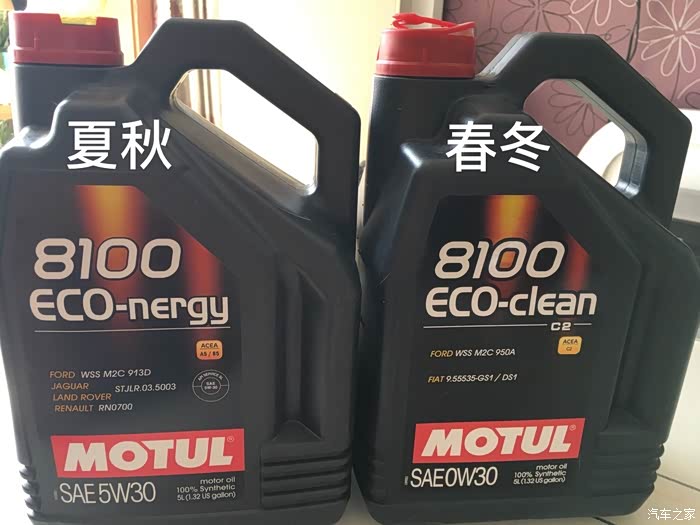 夏秋
8100
ECO-nergy
ACEA
A5 / B5
FORD WSS M2C 913D
JAGUAR
LAND ROVER
STJLR.03.5003
RENAULT RN0700
MOTUL®
SAE 5W30
motor oil
100% Synthetic
5L (1.32 US gallon)
春冬
8100
ECO-clean
C2
ACEA
C2
FORD WSS M2C 950A
FIAT 9.55535-GS1 / DS1
MOTUL®
SAE 0W30
motor oil
100% Synthetic
5L (1.32 US gallon)
汽车之家